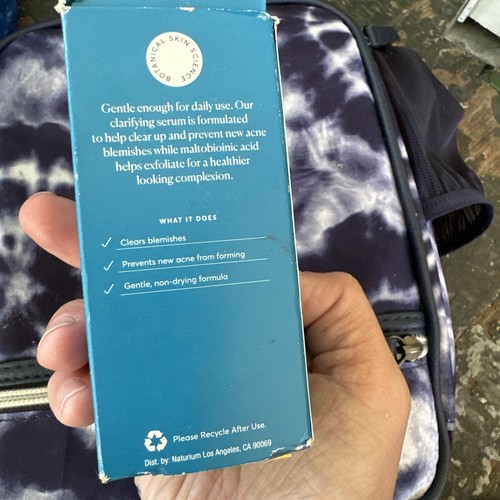 BOTANICAL SKIN SCIENCE
Gentle enough for daily use. Our
clarifying serum is formulated
to help clear up and prevent new acne
blemishes while maltobioinic acid
helps exfoliate for a healthier
looking complexion.
WHAT IT DOES
Clears blemishes
Prevents new acne from forming
Gentle, non-drying formula
Please Recycle After Use.
Dist. by: Naturium Los Angeles, CA 90069